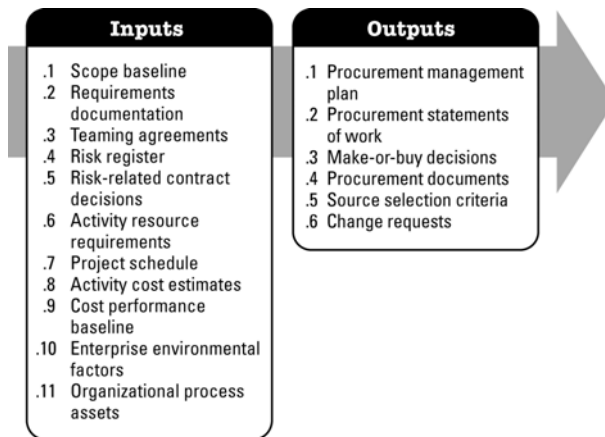 Inputs
.1 Scope baseline
.2 Requirements
documentation
.3 Teaming agreements
.4 Risk register
.5 Risk-related contract
decisions
.6 Activity resource
requirements
.7 Project schedule
.8 Activity cost estimates
.9 Cost performance
baseline
.10 Enterprise environmental
factors
.11 Organizational process
assets
Outputs
.1 Procurement management
plan
.2 Procurement statements
of work
.3 Make-or-buy decisions
.4 Procurement documents
.5 Source selection criteria
.6 Change requests